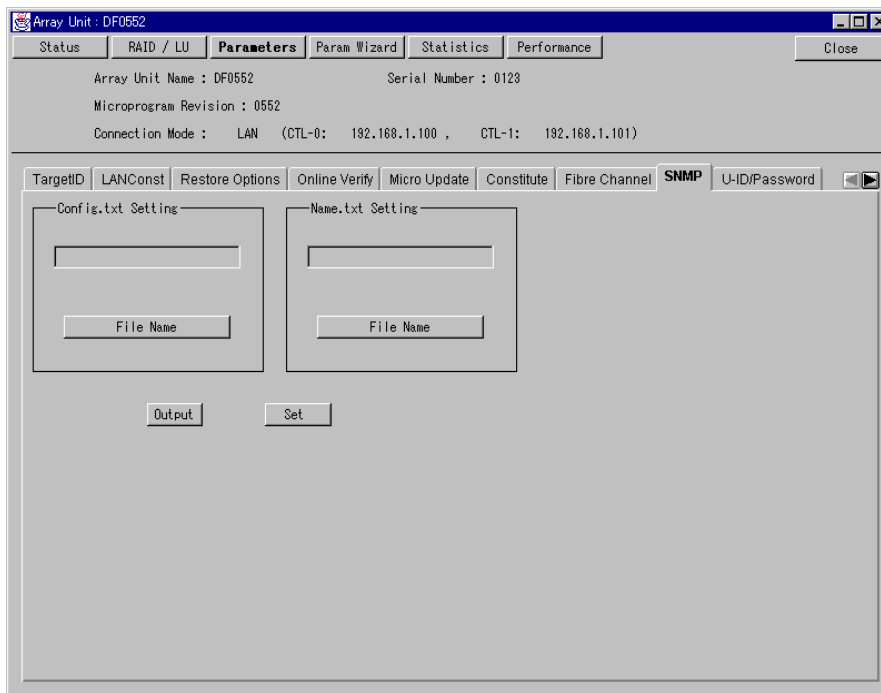 Array Unit : DF0552
Status RAID / LU Parameters Param Wizard Statistics Performance Close
Array Unit Name : DF0552 Serial Number : 0123
Microprogram Revision : 0552
Connection Mode : LAN (CTL-0: 192.168.1.100 , CTL-1: 192.168.1.101)
TargetID LANConst Restore Options Online Verify Micro Update Constitute Fibre Channel SNMP U-ID/Password
Config.txt Setting Name.txt Setting
File Name File Name
Output Set